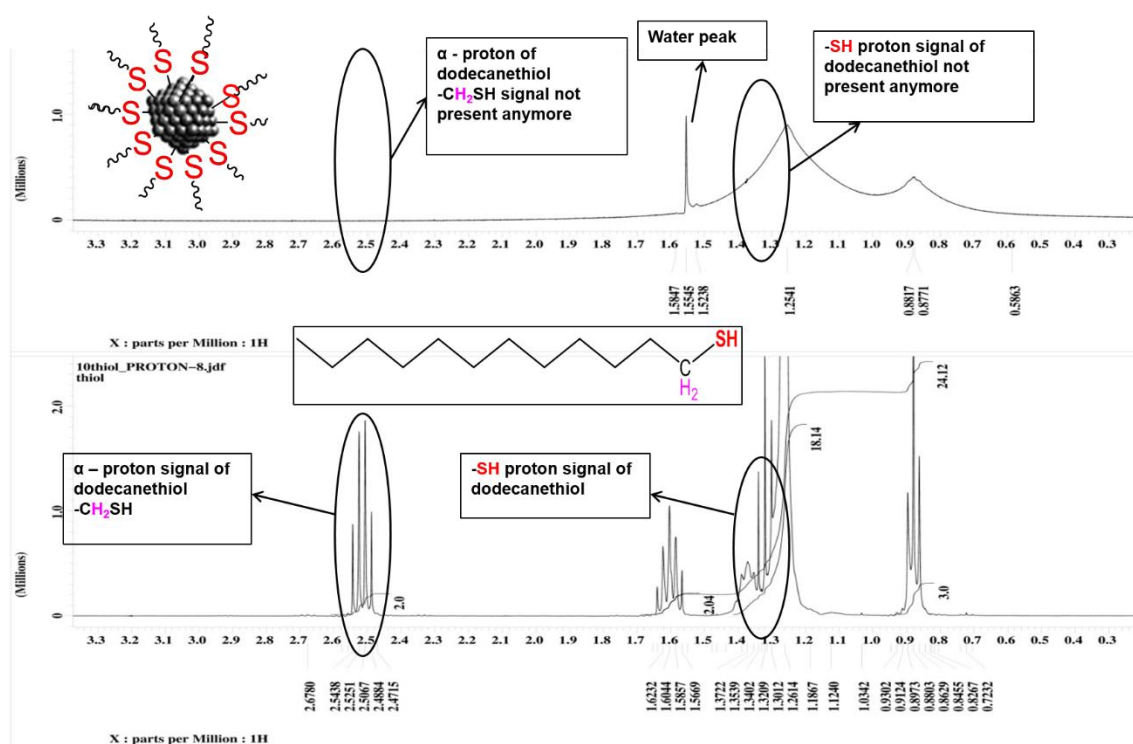 S S S S S S S S S S
α - proton of
dodecanethiol
-CH2SH signal not
present anymore
Water peak
-SH proton signal of
dodecanethiol not
present anymore
(Millions)
0 1.0
3.3 3.2 3.1 3.0 2.9 2.8 2.7 2.6 2.5 2.4 2.3 2.2 2.1 2.0 1.9 1.8 1.7 1.6 1.5 1.4 1.3 1.2 1.1 1.0 0.9 0.8 0.7 0.6 0.5 0.4 0.3
1.5847 1.5545 1.5238 1.2541 0.8817 0.8771 0.5863
X : parts per Million : 1H
10thiol_PROTON-8.jdf
thiol
SH
C
H2
α – proton signal of
dodecanethiol
-CH2SH
-SH proton signal of
dodecanethiol
2.0 2.04 18.14 24.12 3.0
(Millions)
0 1.0 2.0
3.3 3.2 3.1 3.0 2.9 2.8 2.7 2.6 2.5 2.4 2.3 2.2 2.1 2.0 1.9 1.8 1.7 1.6 1.5 1.4 1.3 1.2 1.1 1.0 0.9 0.8 0.7 0.6 0.5 0.4 0.3
2.6780 2.5438 2.5251 2.5067 2.4884 2.4715 1.6232 1.6044 1.5857 1.5669 1.3722 1.3539 1.3402 1.3209 1.3012 1.2614 1.1867 1.1240 1.0342 0.9302 0.9124 0.8973 0.8803 0.8629 0.8455 0.8267 0.7232
X : parts per Million : 1H